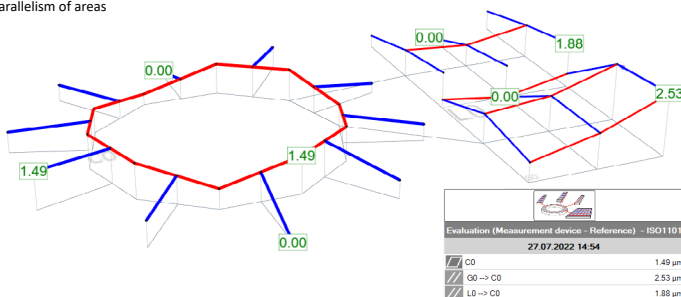 arallelism of areas
0.00
1.88
0.00
0.00
2.53
1.49
1.49
0.00
Evaluation (Measurement device - Reference) - ISO1101
27.07.2022 14:54
C0 1.49 µm
G0 --> C0 2.53 µm
L0 --> C0 1.88 µm